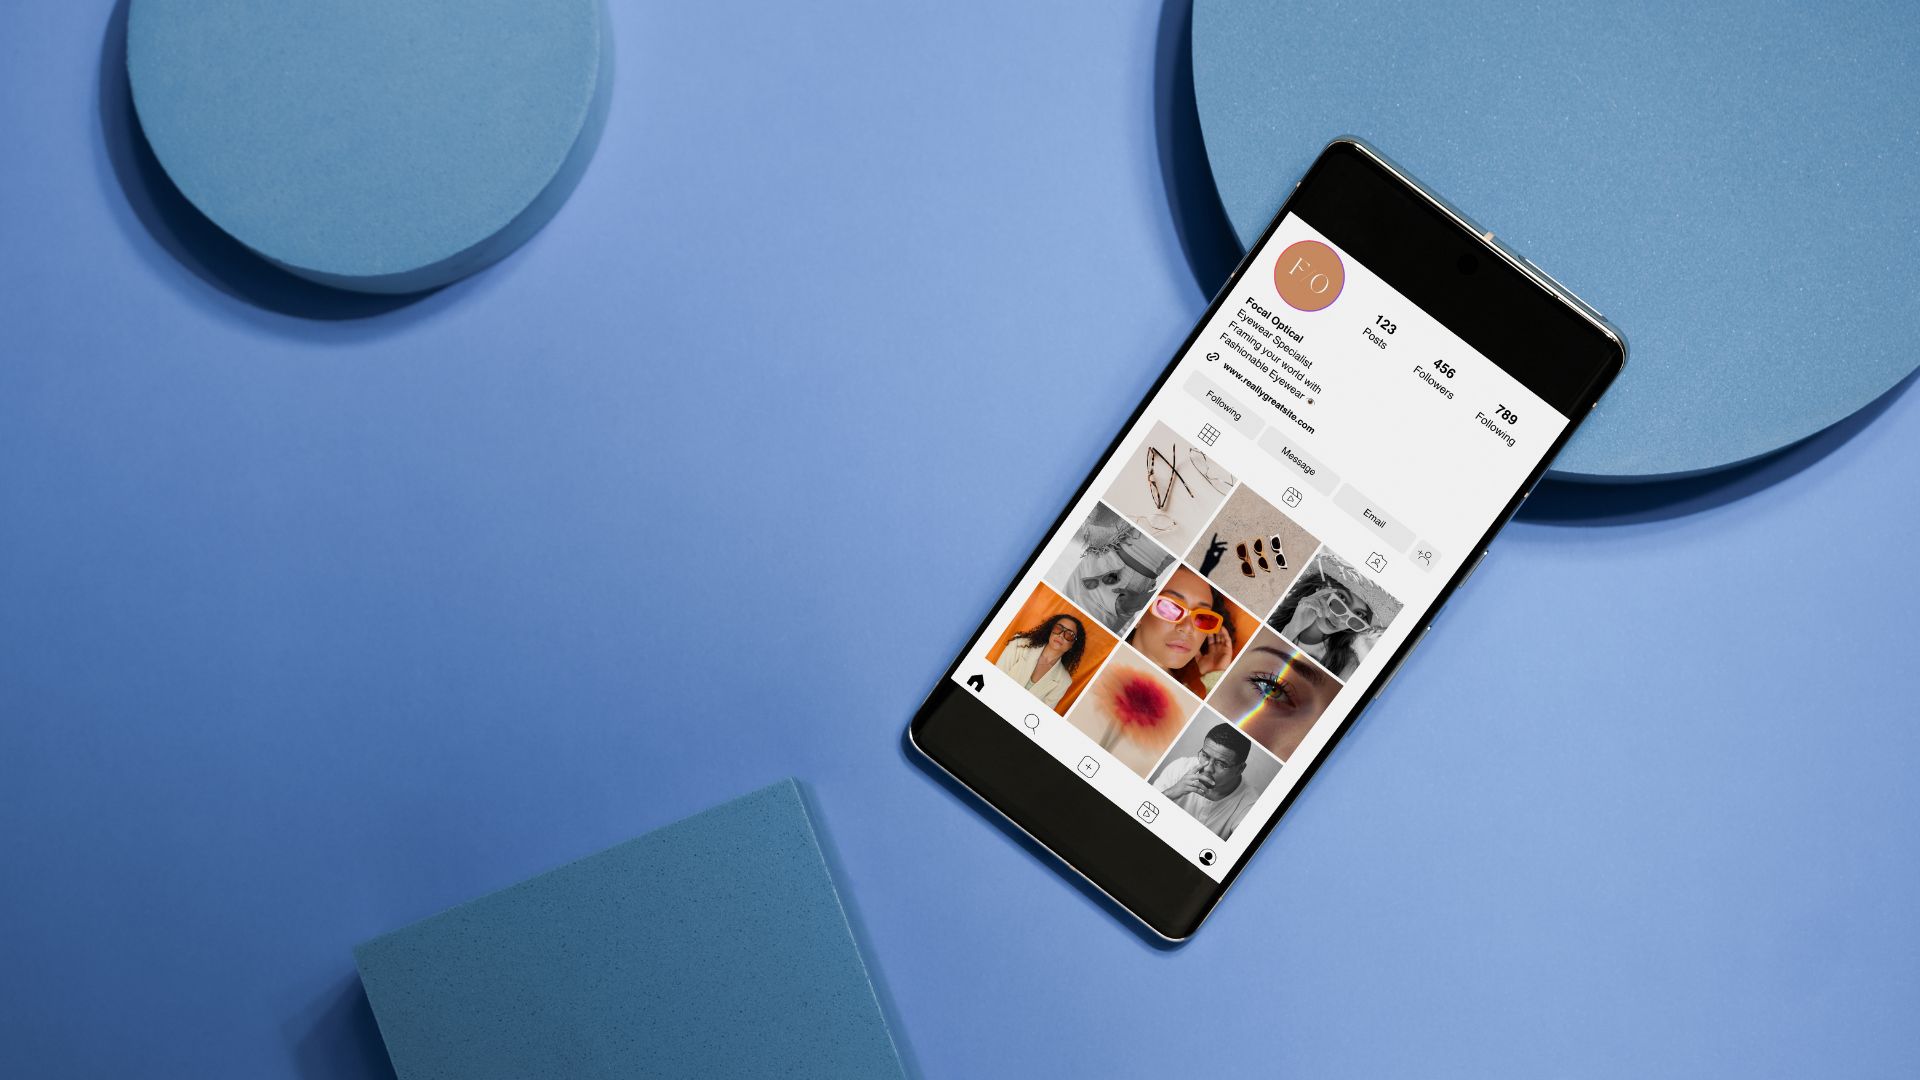 F/O
123
Posts
456
Followers
789
Following
Focal Optical
Eyewear Specialist
Framing your world with
Fashionable Eyewear
www.reallygreatsite.com
Following
Message
Email